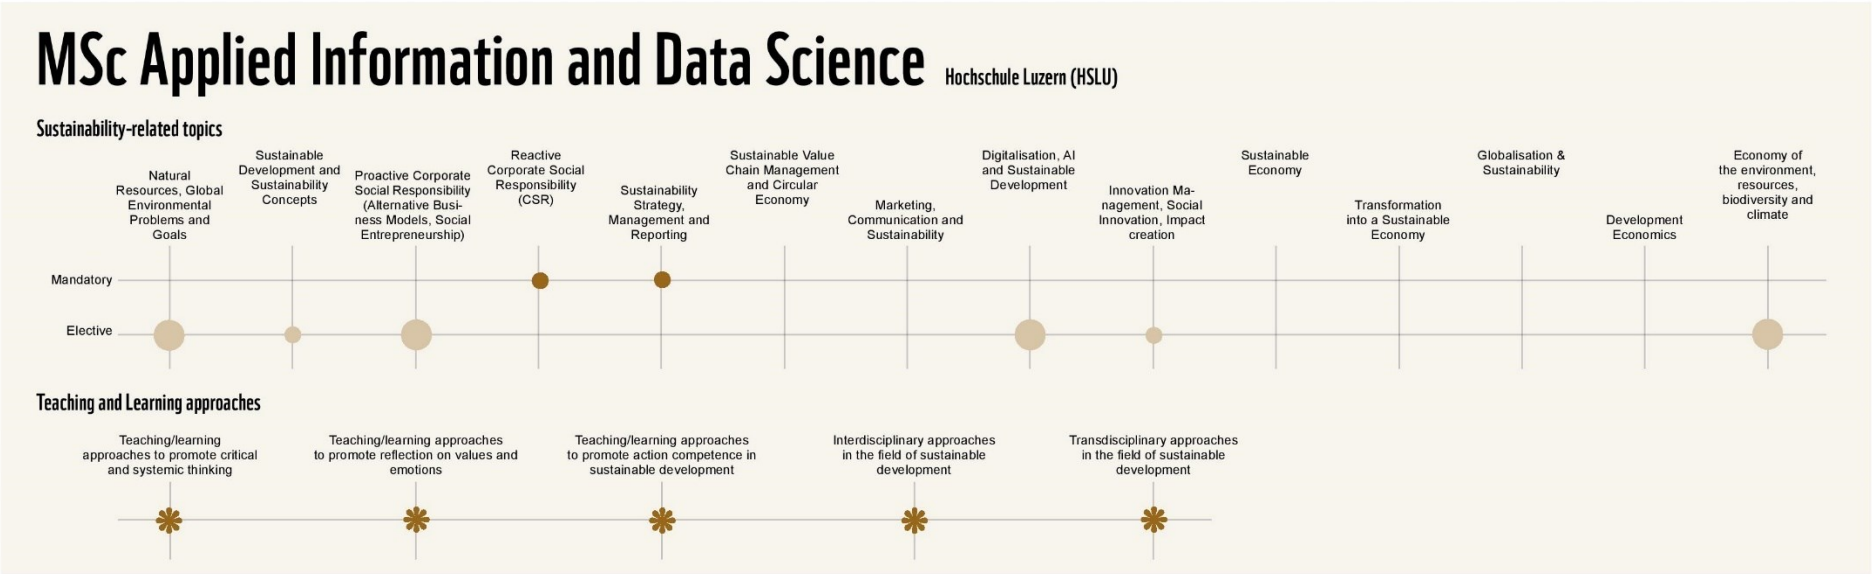 MSc Applied Information and Data Science Hochschule Luzern (HSLU)
Sustainability-related topics
Natural
Resources, Global
Environmental
Problems and
Goals
Sustainable
Development and
Sustainability
Concepts
Proactive Corporate
Social Responsibility
(Alternative Busi-
ness Models, Social
Entrepreneurship)
Reactive
Corporate Social
Responsibility
(CSR)
Sustainability
Strategy,
Management and
Reporting
Sustainable Value
Chain Management
and Circular
Economy
Marketing,
Communication and
Sustainability
Digitalisation, AI
and Sustainable
Development
Innovation Ma-
nagement, Social
Innovation, Impact
creation
Sustainable
Economy
Transformation
into a Sustainable
Economy
Globalisation &
Sustainability
Development
Economics
Economy of
the environment,
resources,
biodiversity and
climate
Mandatory
Elective
Teaching and Learning approaches
Teaching/learning
approaches to promote critical
and systemic thinking
Teaching/learning approaches
to promote reflection on values and
emotions
Teaching/learning approaches
to promote action competence in
sustainable development
Interdisciplinary approaches
in the field of sustainable
development
Transdisciplinary approaches
in the field of sustainable
development